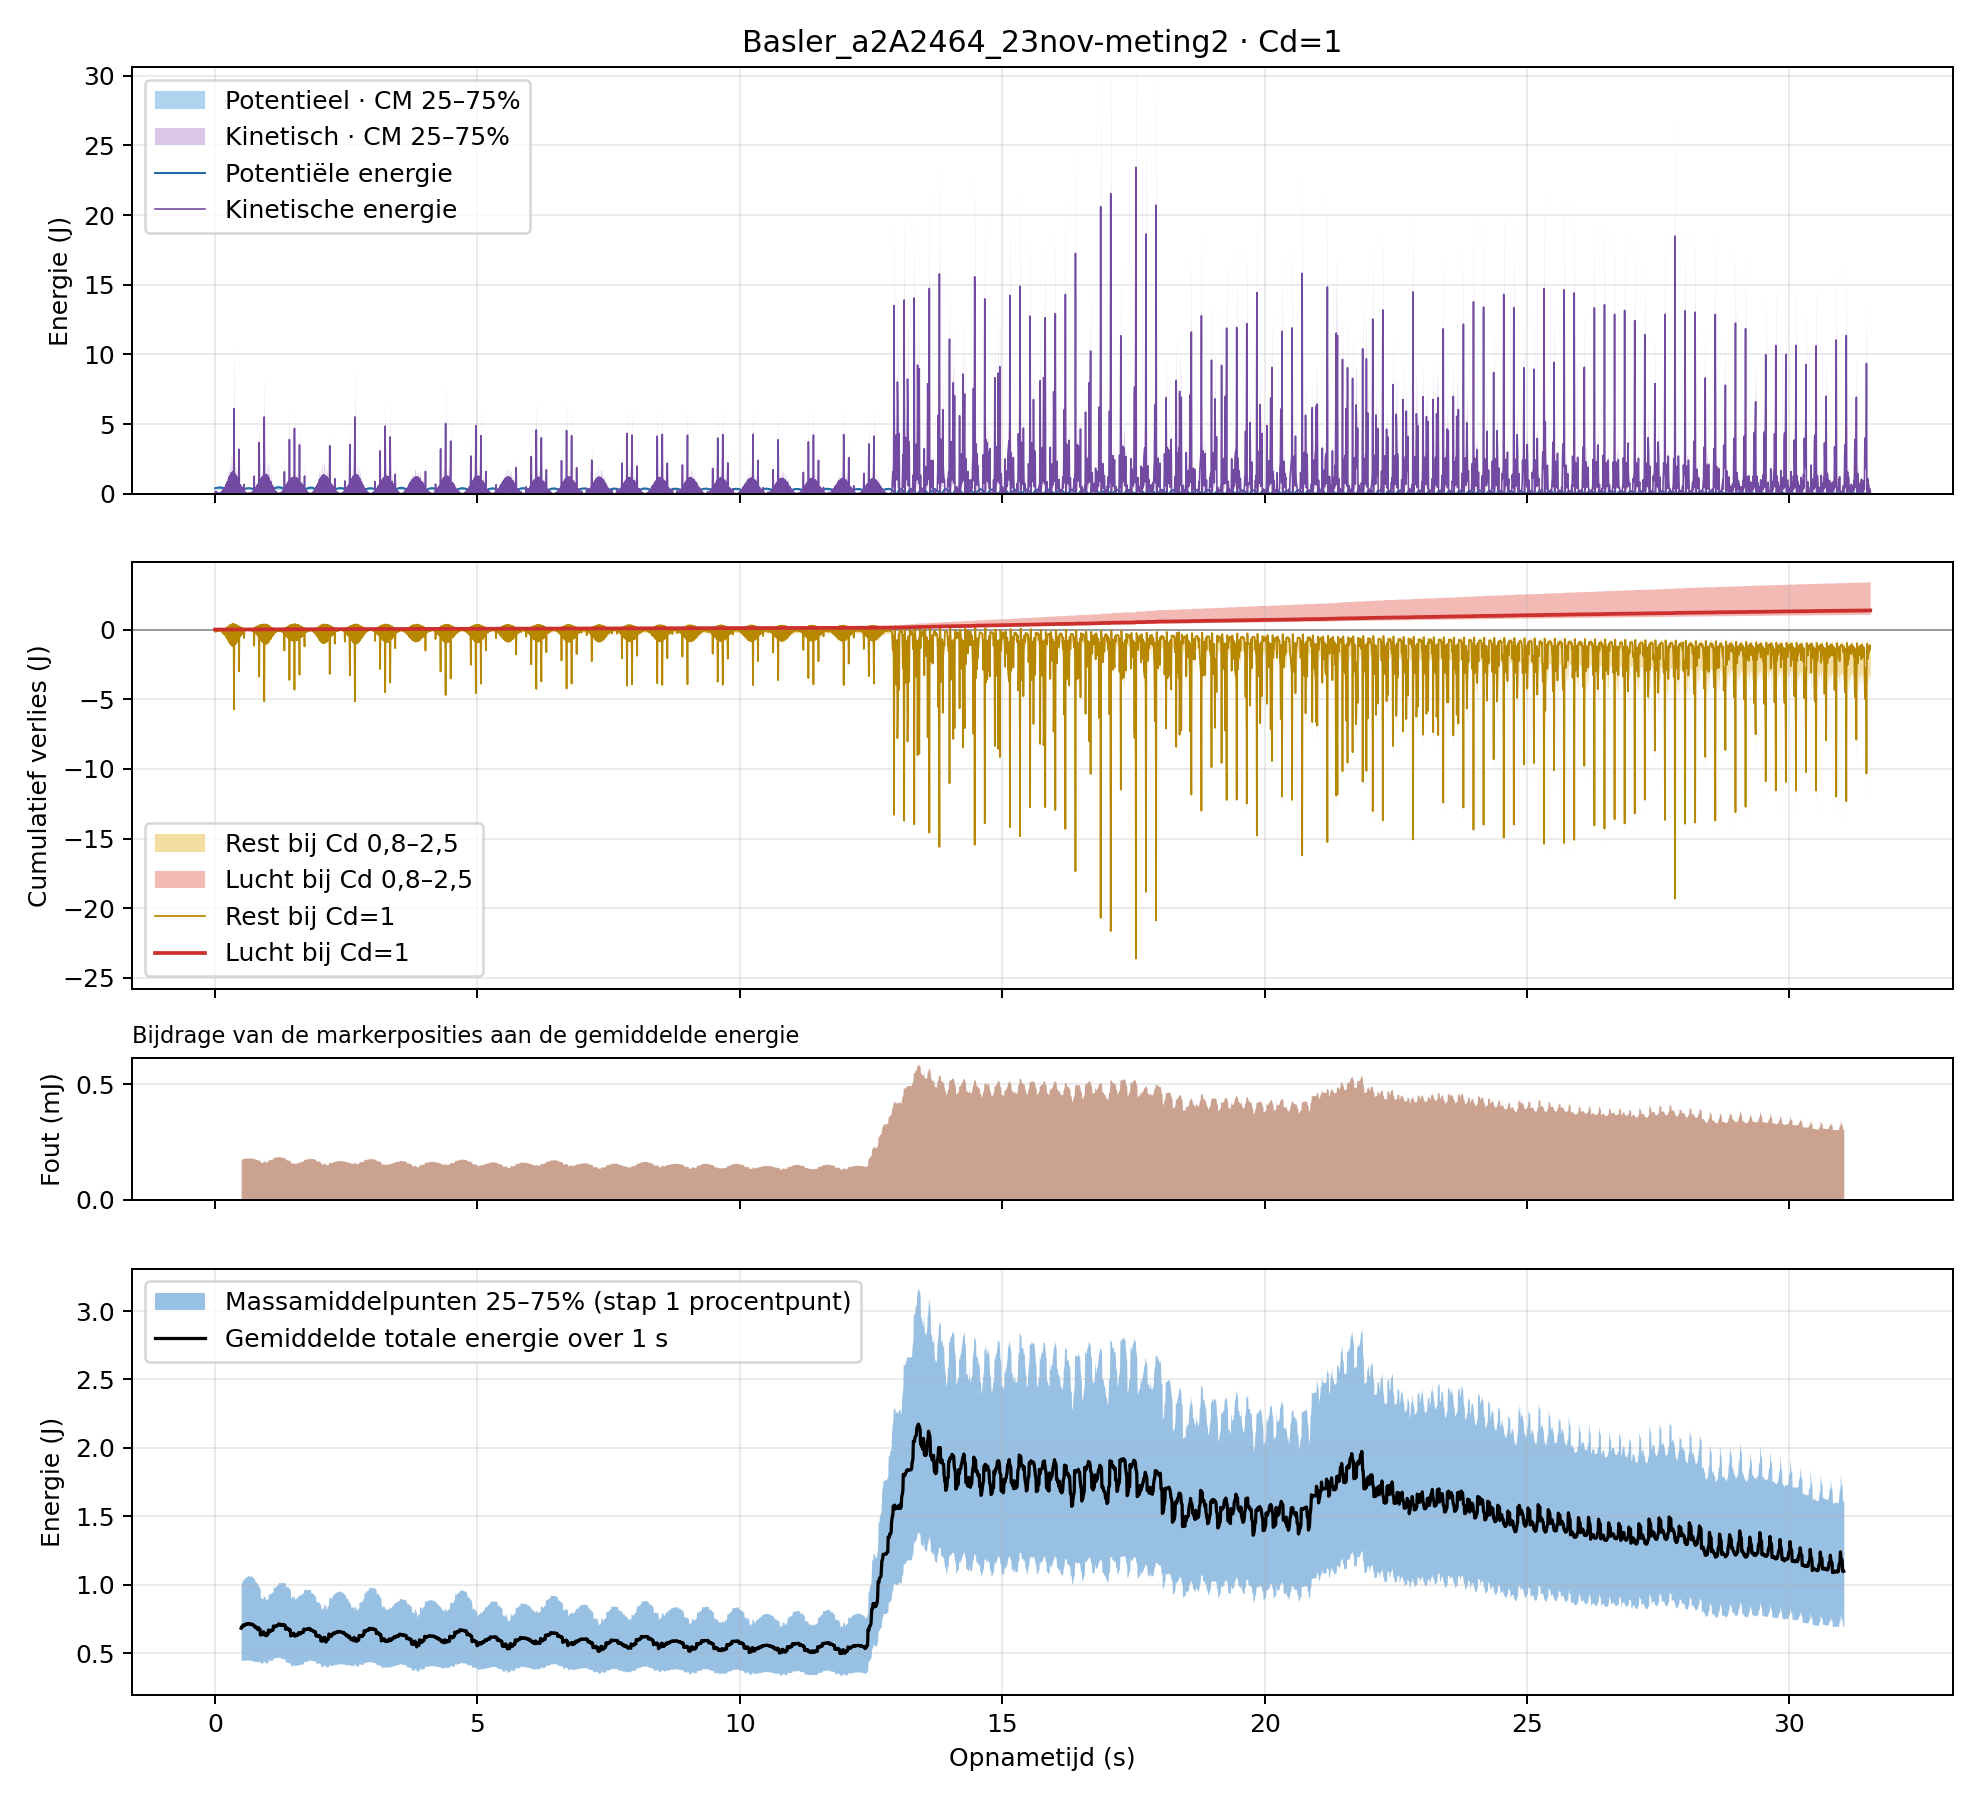 Basler_a2A2464_23nov-meting2 · Cd=1
30
25
20
15
10
5
0
Energie (J)
Potentieel · CM 25–75%
Kinetisch · CM 25–75%
Potentiële energie
Kinetische energie
0
−5
−10
−15
−20
−25
Cumulatief verlies (J)
Rest bij Cd 0,8–2,5
Lucht bij Cd 0,8–2,5
Rest bij Cd=1
Lucht bij Cd=1
Bijdrage van de markerposities aan de gemiddelde energie
0.5
0.0
Fout (mJ)
3.0
2.5
2.0
1.5
1.0
0.5
Energie (J)
Massamiddelpunten 25–75% (stap 1 procentpunt)
Gemiddelde totale energie over 1 s
0 5 10 15 20 25 30
Opnametijd (s)